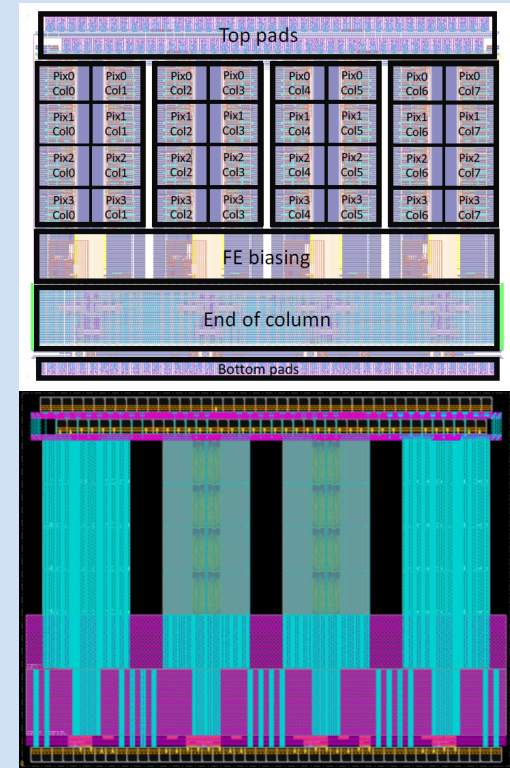 Top pads
Pix0 Pix0 Pix0 Pix0 Pix0 Pix0 Pix0 Pix0
Col0 Col1 Col2 Col3 Col4 Col5 Col6 Col7
Pix1 Pix1 Pix1 Pix1 Pix1 Pix1 Pix1 Pix1
Col0 Col1 Col2 Col3 Col4 Col5 Col6 Col7
Pix2 Pix2 Pix2 Pix2 Pix2 Pix2 Pix2 Pix2
Col0 Col1 Col2 Col3 Col4 Col5 Col6 Col7
Pix3 Pix3 Pix3 Pix3 Pix3 Pix3 Pix3 Pix3
Col0 Col1 Col2 Col3 Col4 Col5 Col6 Col7
FE biasing
End of column
Bottom pads